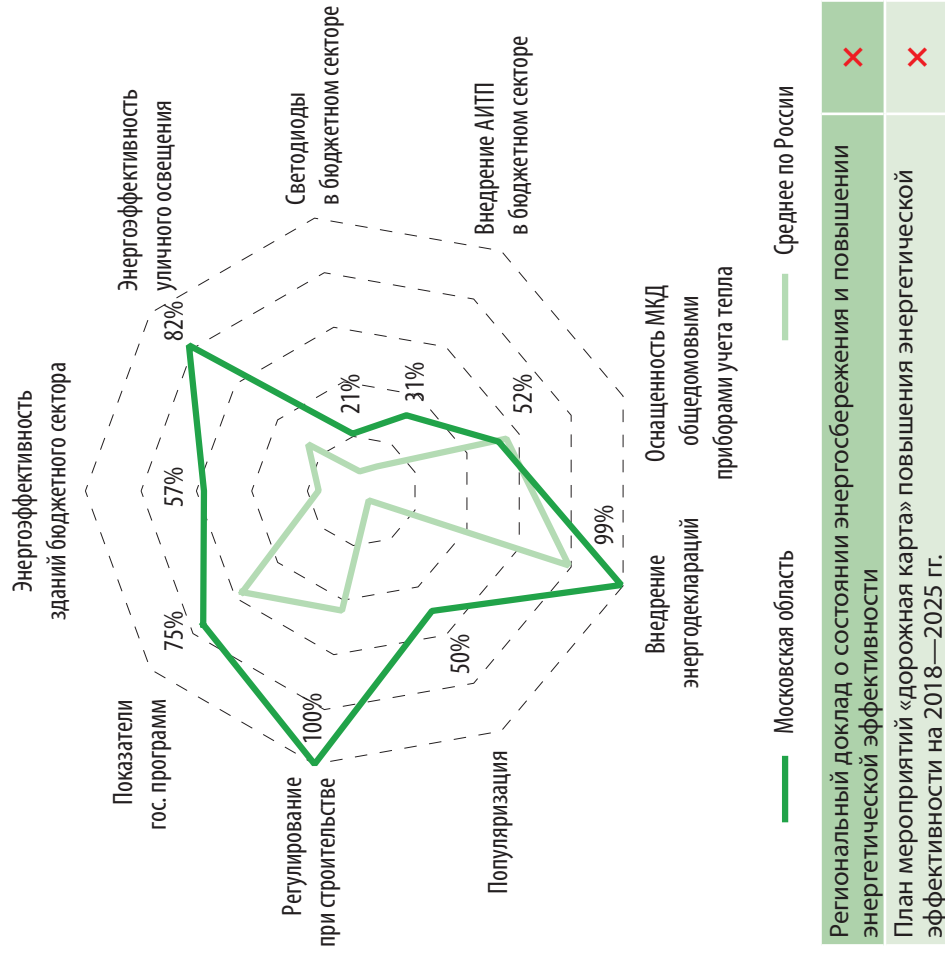 Энергоэффективность
зданий бюджетного сектора
Энергоэффективность
уличного освещения
Светодиоды
в бюджетном секторе
Внедрение АИТП
в бюджетном секторе
Оснащенность МКД
общедомовыми
приборами учета тепла
Внедрение
энергодеклараций
Популяризация
Регулирование
при строительстве
Показатели
гос. программ
57%
82%
21%
31%
52%
99%
50%
100%
75%
Московская область
Среднее по России
Региональный доклад о состоянии энергосбережения и повышении
энергетической эффективности
План мероприятий «дорожная карта» повышения энергетической
эффективности на 2018—2025 гг.